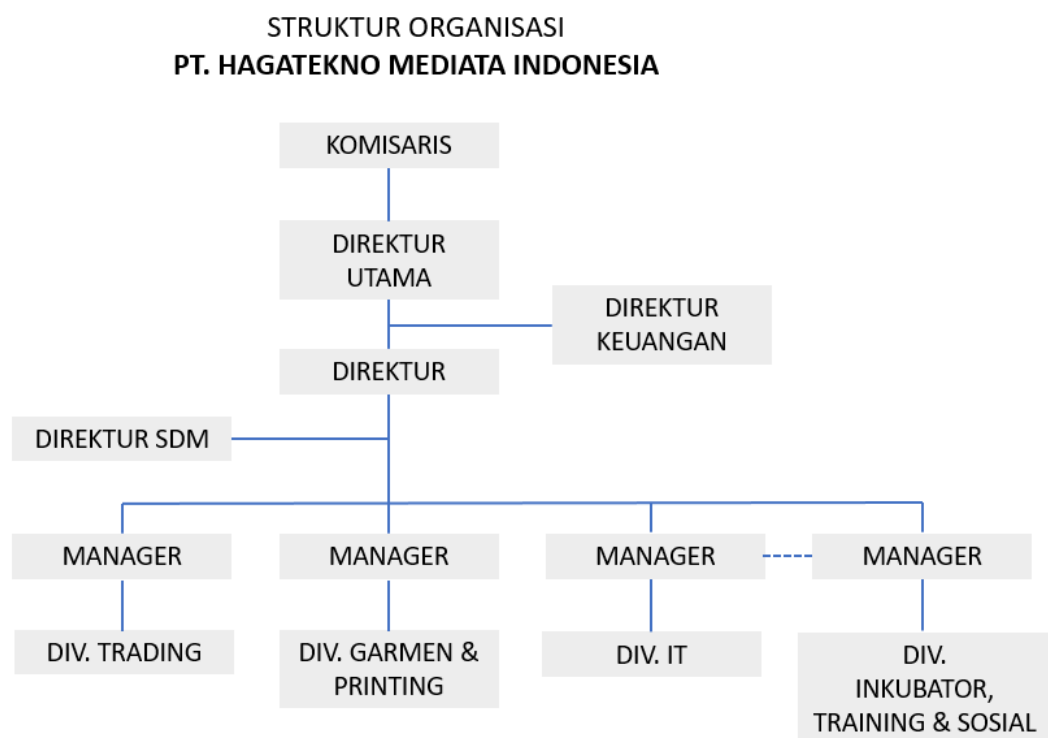 STRUKTUR ORGANISASI
PT. HAGATEKNO MEDIATA INDONESIA
KOMISARIS
DIREKTUR
UTAMA
DIREKTUR
KEUANGAN
DIREKTUR
DIREKTUR SDM
MANAGER
MANAGER
MANAGER
MANAGER
DIV. TRADING
DIV. GARMEN &
PRINTING
DIV. IT
DIV.
INKUBATOR,
TRAINING & SOSIAL